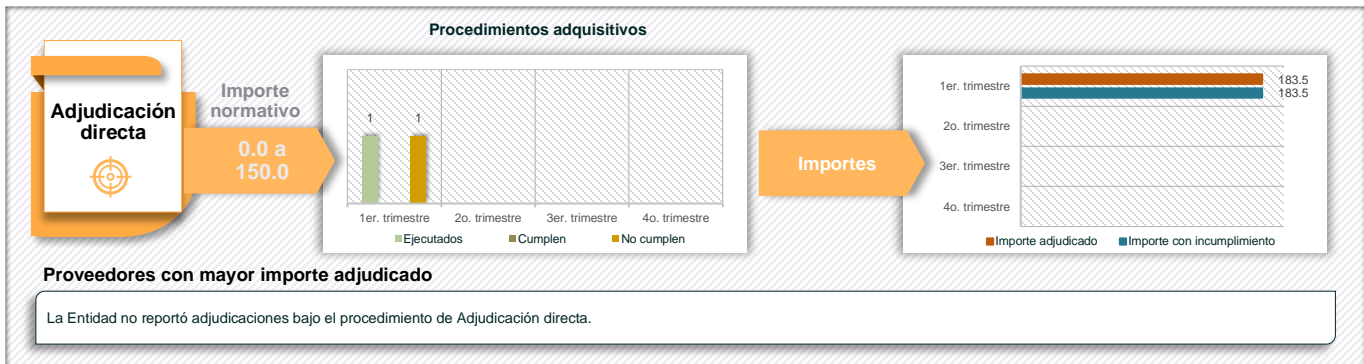 Procedimientos adquisitivos
Adjudicación
directa
Importe
normativo
0.0 a
150.0
1
1
1er. trimestre
2o. trimestre
3er. trimestre
4o. trimestre
Ejecutados
Cumplen
No cumplen
Importes
1er. trimestre
183.5
183.5
2o. trimestre
3er. trimestre
4o. trimestre
Importe adjudicado
Importe con incumplimiento
Proveedores con mayor importe adjudicado
La Entidad no reportó adjudicaciones bajo el procedimiento de Adjudicación directa.